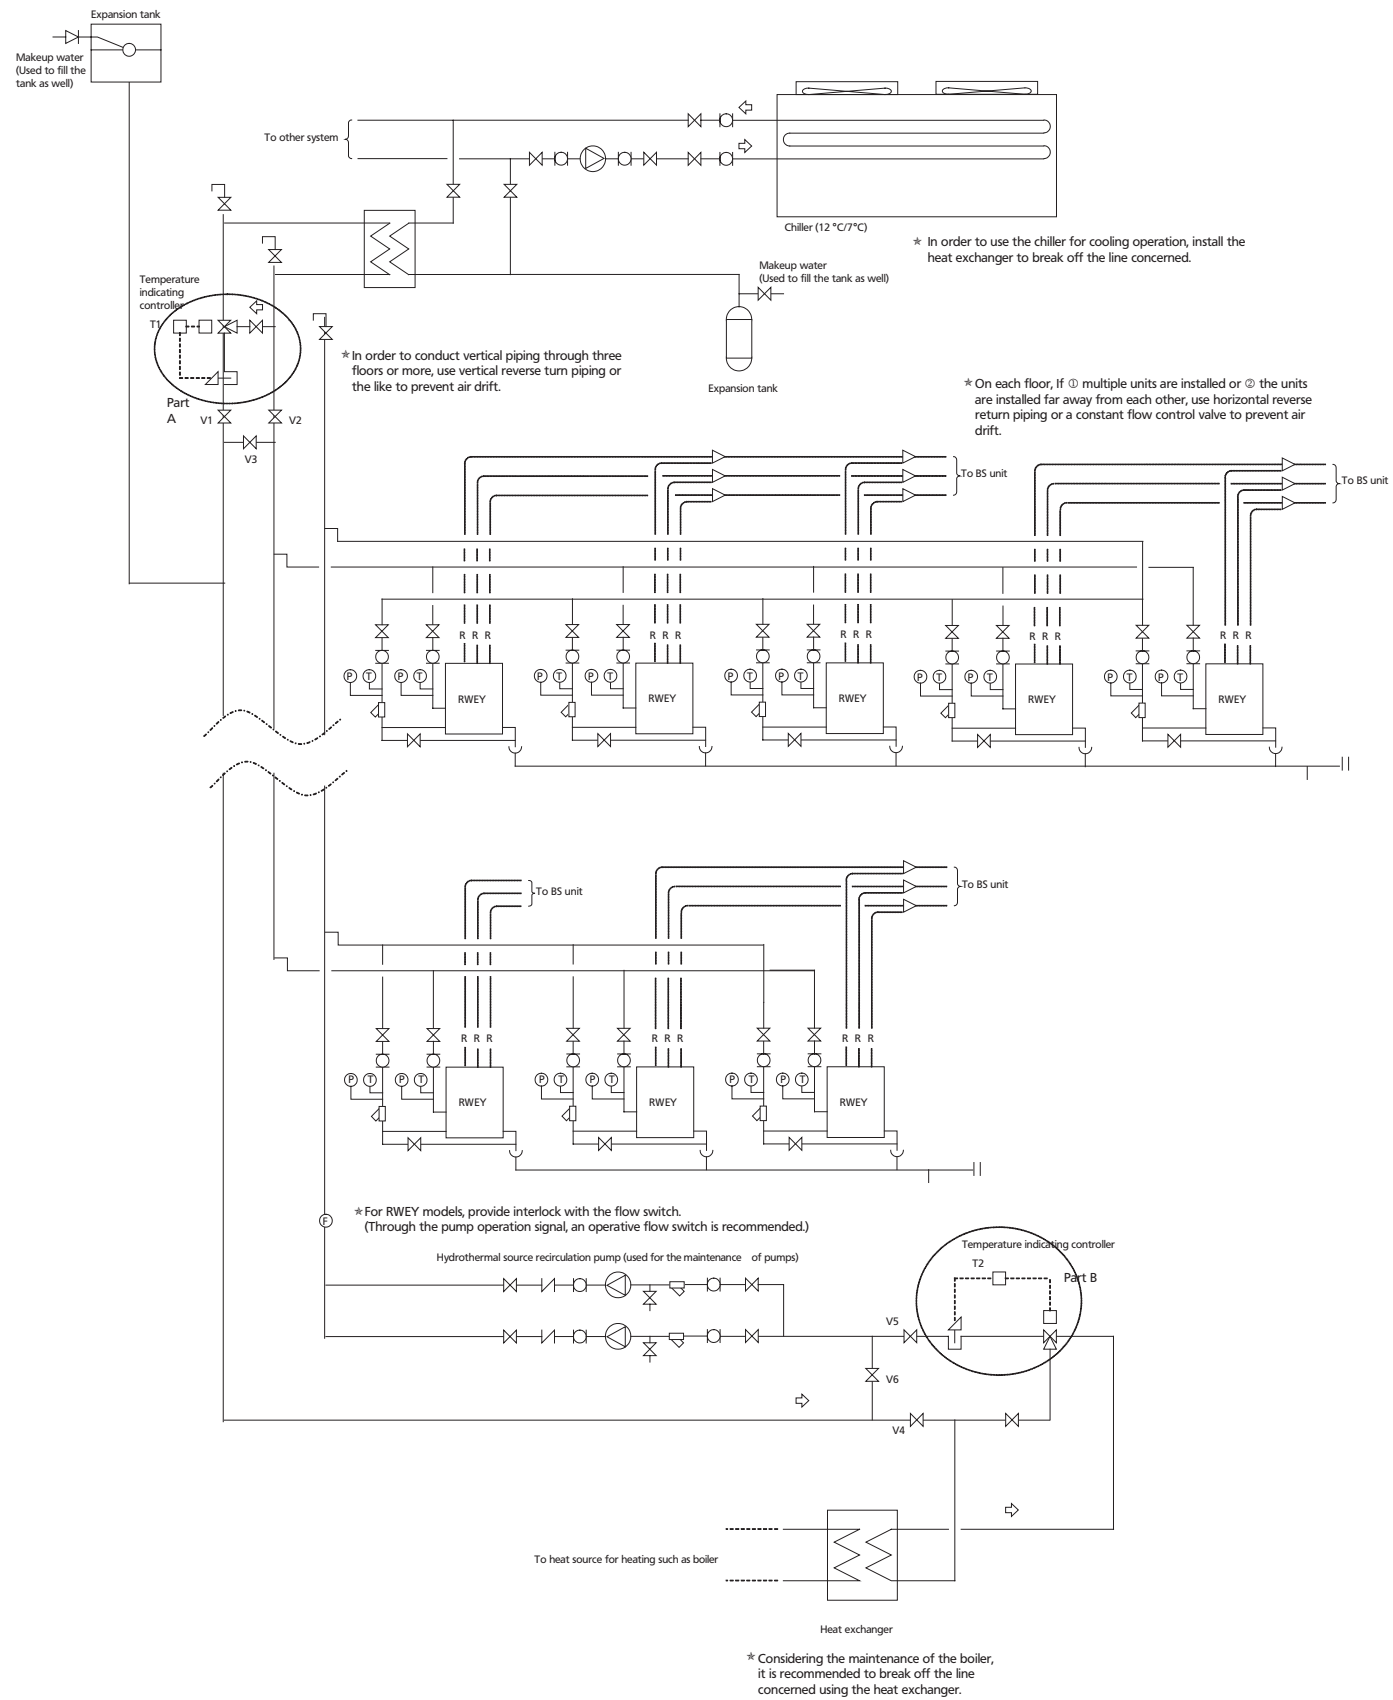 Expansion tank
Makeup water
(Used to fill the
tank as well)
To other system
Chiller (12 °C/7°C)
✯ In order to use the chiller for cooling operation, install the
heat exchanger to break off the line concerned.
Makeup water
(Used to fill the tank as well)
Expansion tank
Temperature
indicating
controller
T1
Part
A
V1
V2
V3
✯ In order to conduct vertical piping through three
floors or more, use vertical reverse turn piping or
the like to prevent air drift.
✯ On each floor, If ① multiple units are installed or ② the units
are installed far away from each other, use horizontal reverse
return piping or a constant flow control valve to prevent air
drift.
To BS unit
To BS unit
R R R
R R R
R R R
R R R
R R R
P T P T
P T P T
P T P T
P T P T
P T P T
RWEY
RWEY
RWEY
RWEY
RWEY
To BS unit
To BS unit
R R R
R R R
R R R
P T P T
P T P T
P T P T
RWEY
RWEY
RWEY
F
✯ For RWEY models, provide interlock with the flow switch.
(Through the pump operation signal, an operative flow switch is recommended.)
Hydrothermal source recirculation pump (used for the maintenance of pumps)
Temperature indicating controller
T2
Part B
V5
V6
V4
To heat source for heating such as boiler
Heat exchanger
✯ Considering the maintenance of the boiler,
it is recommended to break off the line
concerned using the heat exchanger.